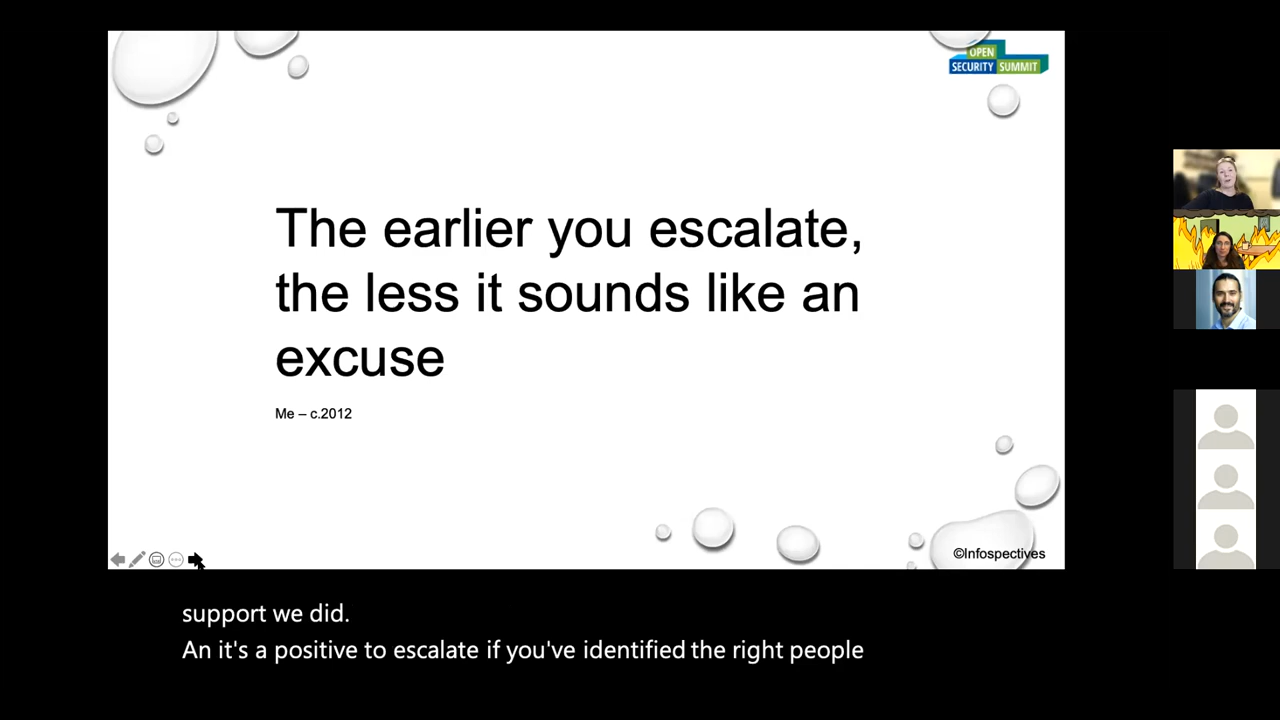 OPEN
SECURITY SUMMIT
The earlier you escalate,
the less it sounds like an
excuse
Me – c.2012
©Infospectives
support we did.
An it's a positive to escalate if you've identified the right people